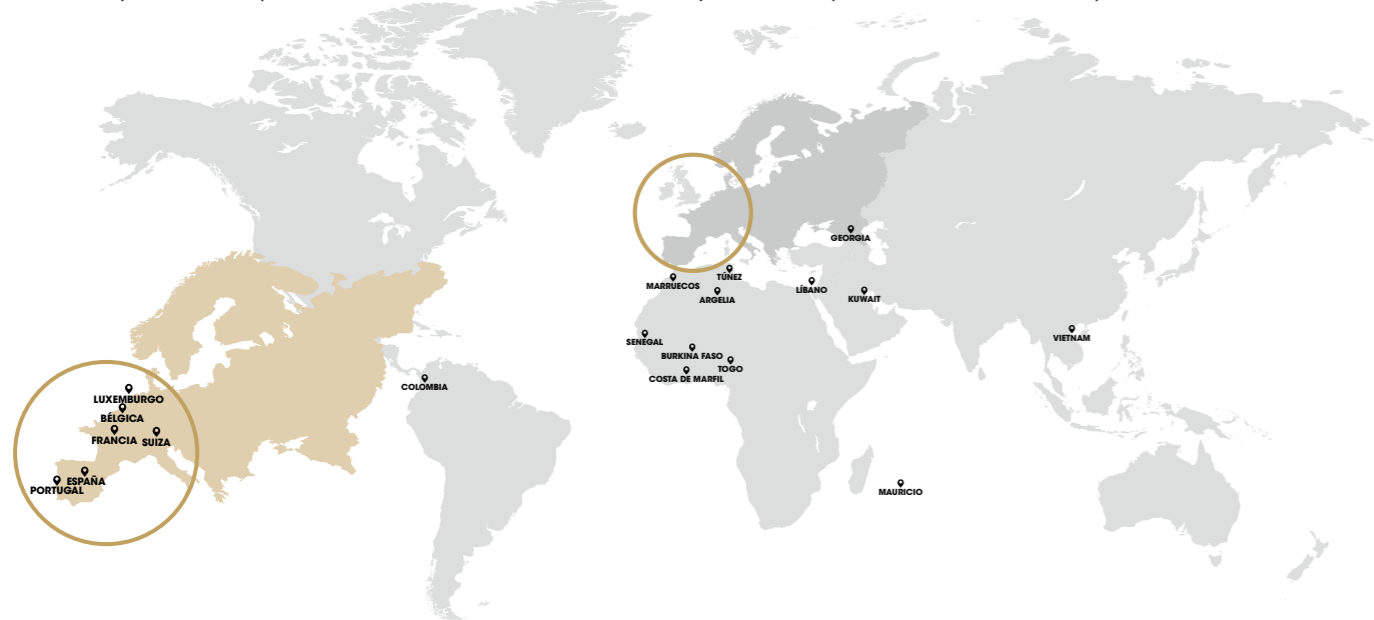 GEORGIA
TÚNEZ
MARRUECOS
LÍBANO
ARGELIA
KUWAIT
SENEGAL
VIETNAM
BURKINA FASO
TOGO
COSTA DE MARFIL
COLOMBIA
LUXEMBURGO
BÉLGICA
FRANCIA
SUIZA
ESPAÑA
PORTUGAL
MAURICIO